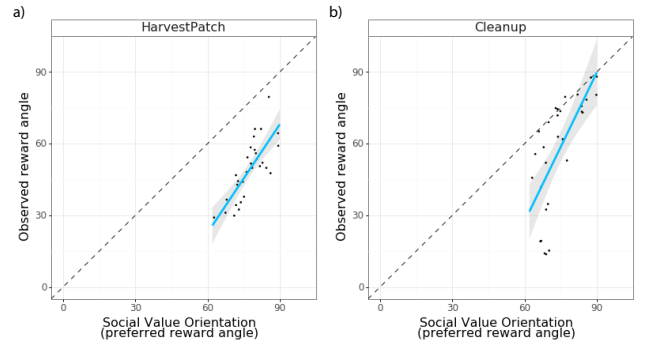 a)
HarvestPatch
Observed reward angle
90
60
30
0
0 30 60 90
Social Value Orientation
(preferred reward angle)
b)
Cleanup
Observed reward angle
90
60
30
0
0 30 60 90
Social Value Orientation
(preferred reward angle)